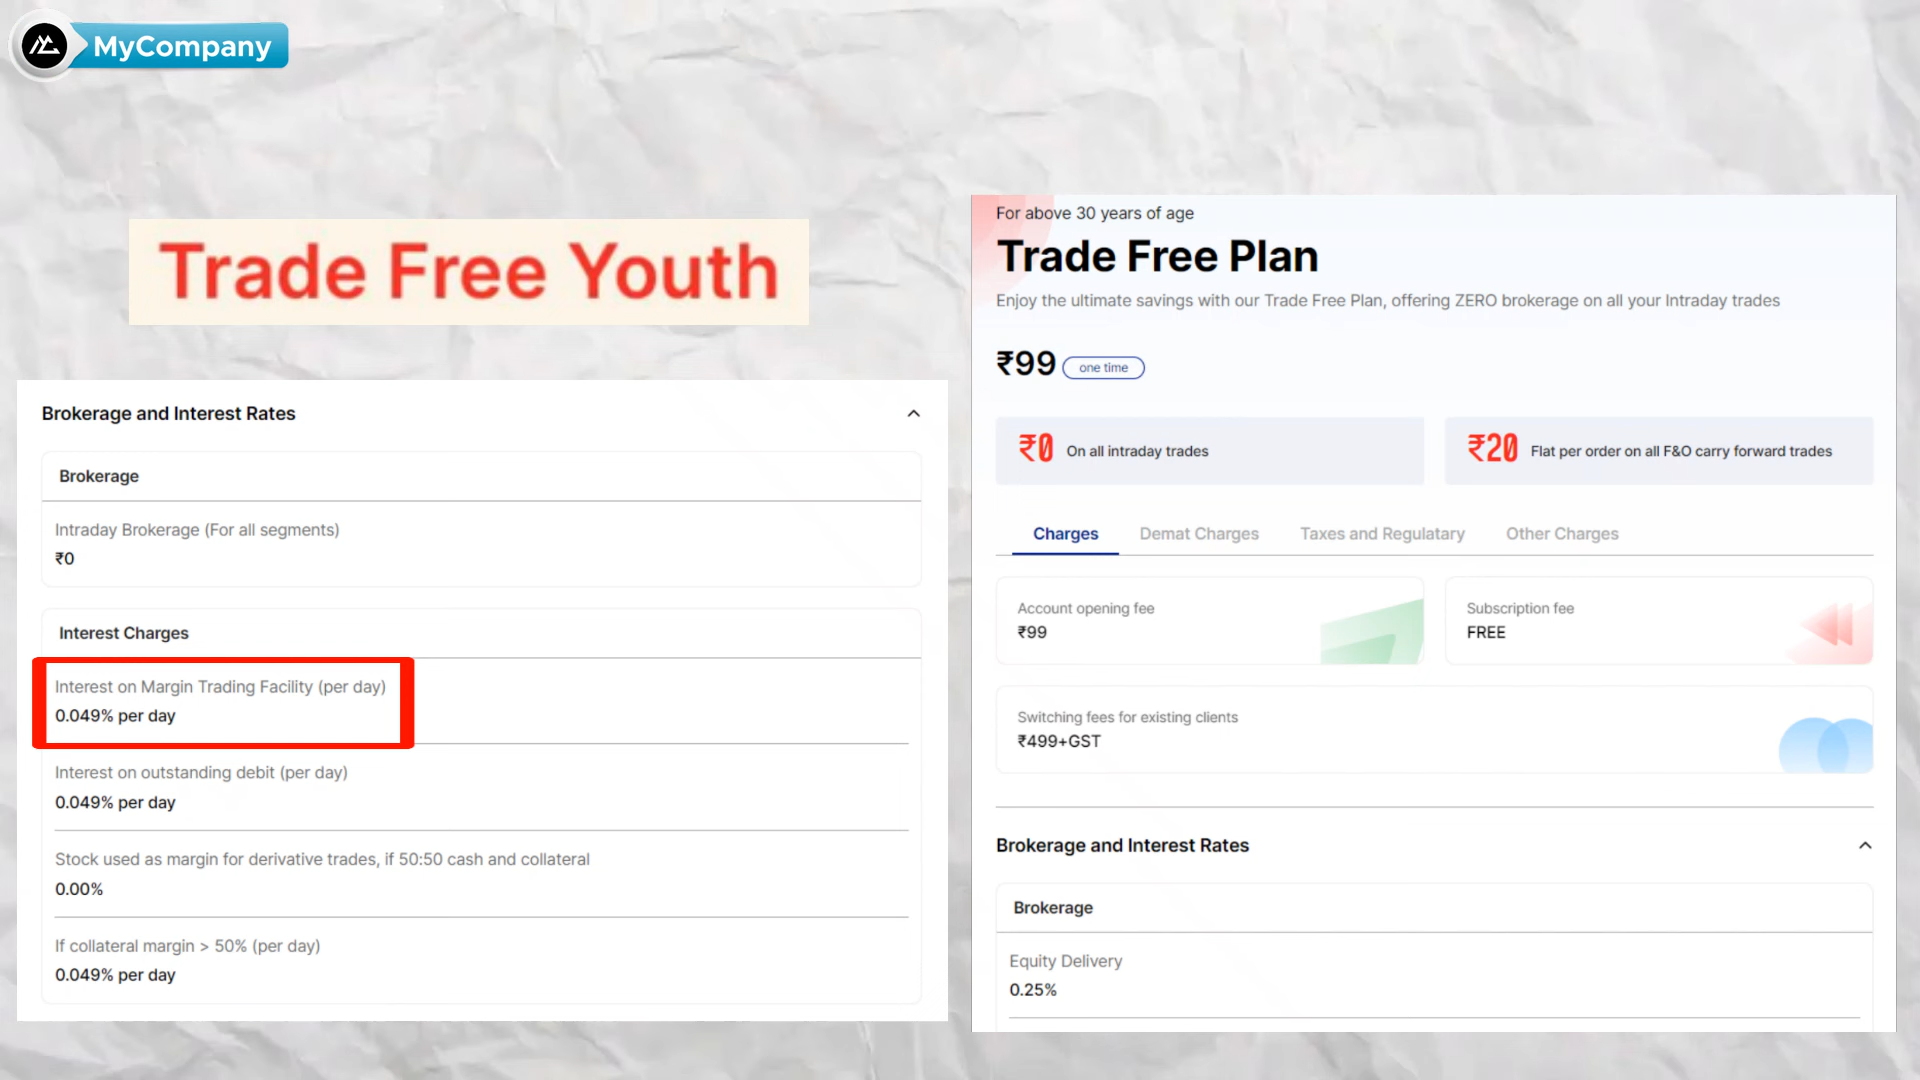 MyCompany
Trade Free Youth
Brokerage and Interest Rates
Brokerage
Intraday Brokerage (For all segments)
₹0
Interest Charges
Interest on Margin Trading Facility (per day)
0.049% per day
Interest on outstanding debit (per day)
0.049% per day
Stock used as margin for derivative trades, if 50:50 cash and collateral
0.00%
If collateral margin > 50% (per day)
0.049% per day
For above 30 years of age
Trade Free Plan
Enjoy the ultimate savings with our Trade Free Plan, offering ZERO brokerage on all your Intraday trades
₹99 one time
₹0 On all intraday trades
₹20 Flat per order on all F&O carry forward trades
Charges Demat Charges Taxes and Regulatary Other Charges
Account opening fee
₹99
Subscription fee
FREE
Switching fees for existing clients
₹499+GST
Brokerage and Interest Rates
Brokerage
Equity Delivery
0.25%